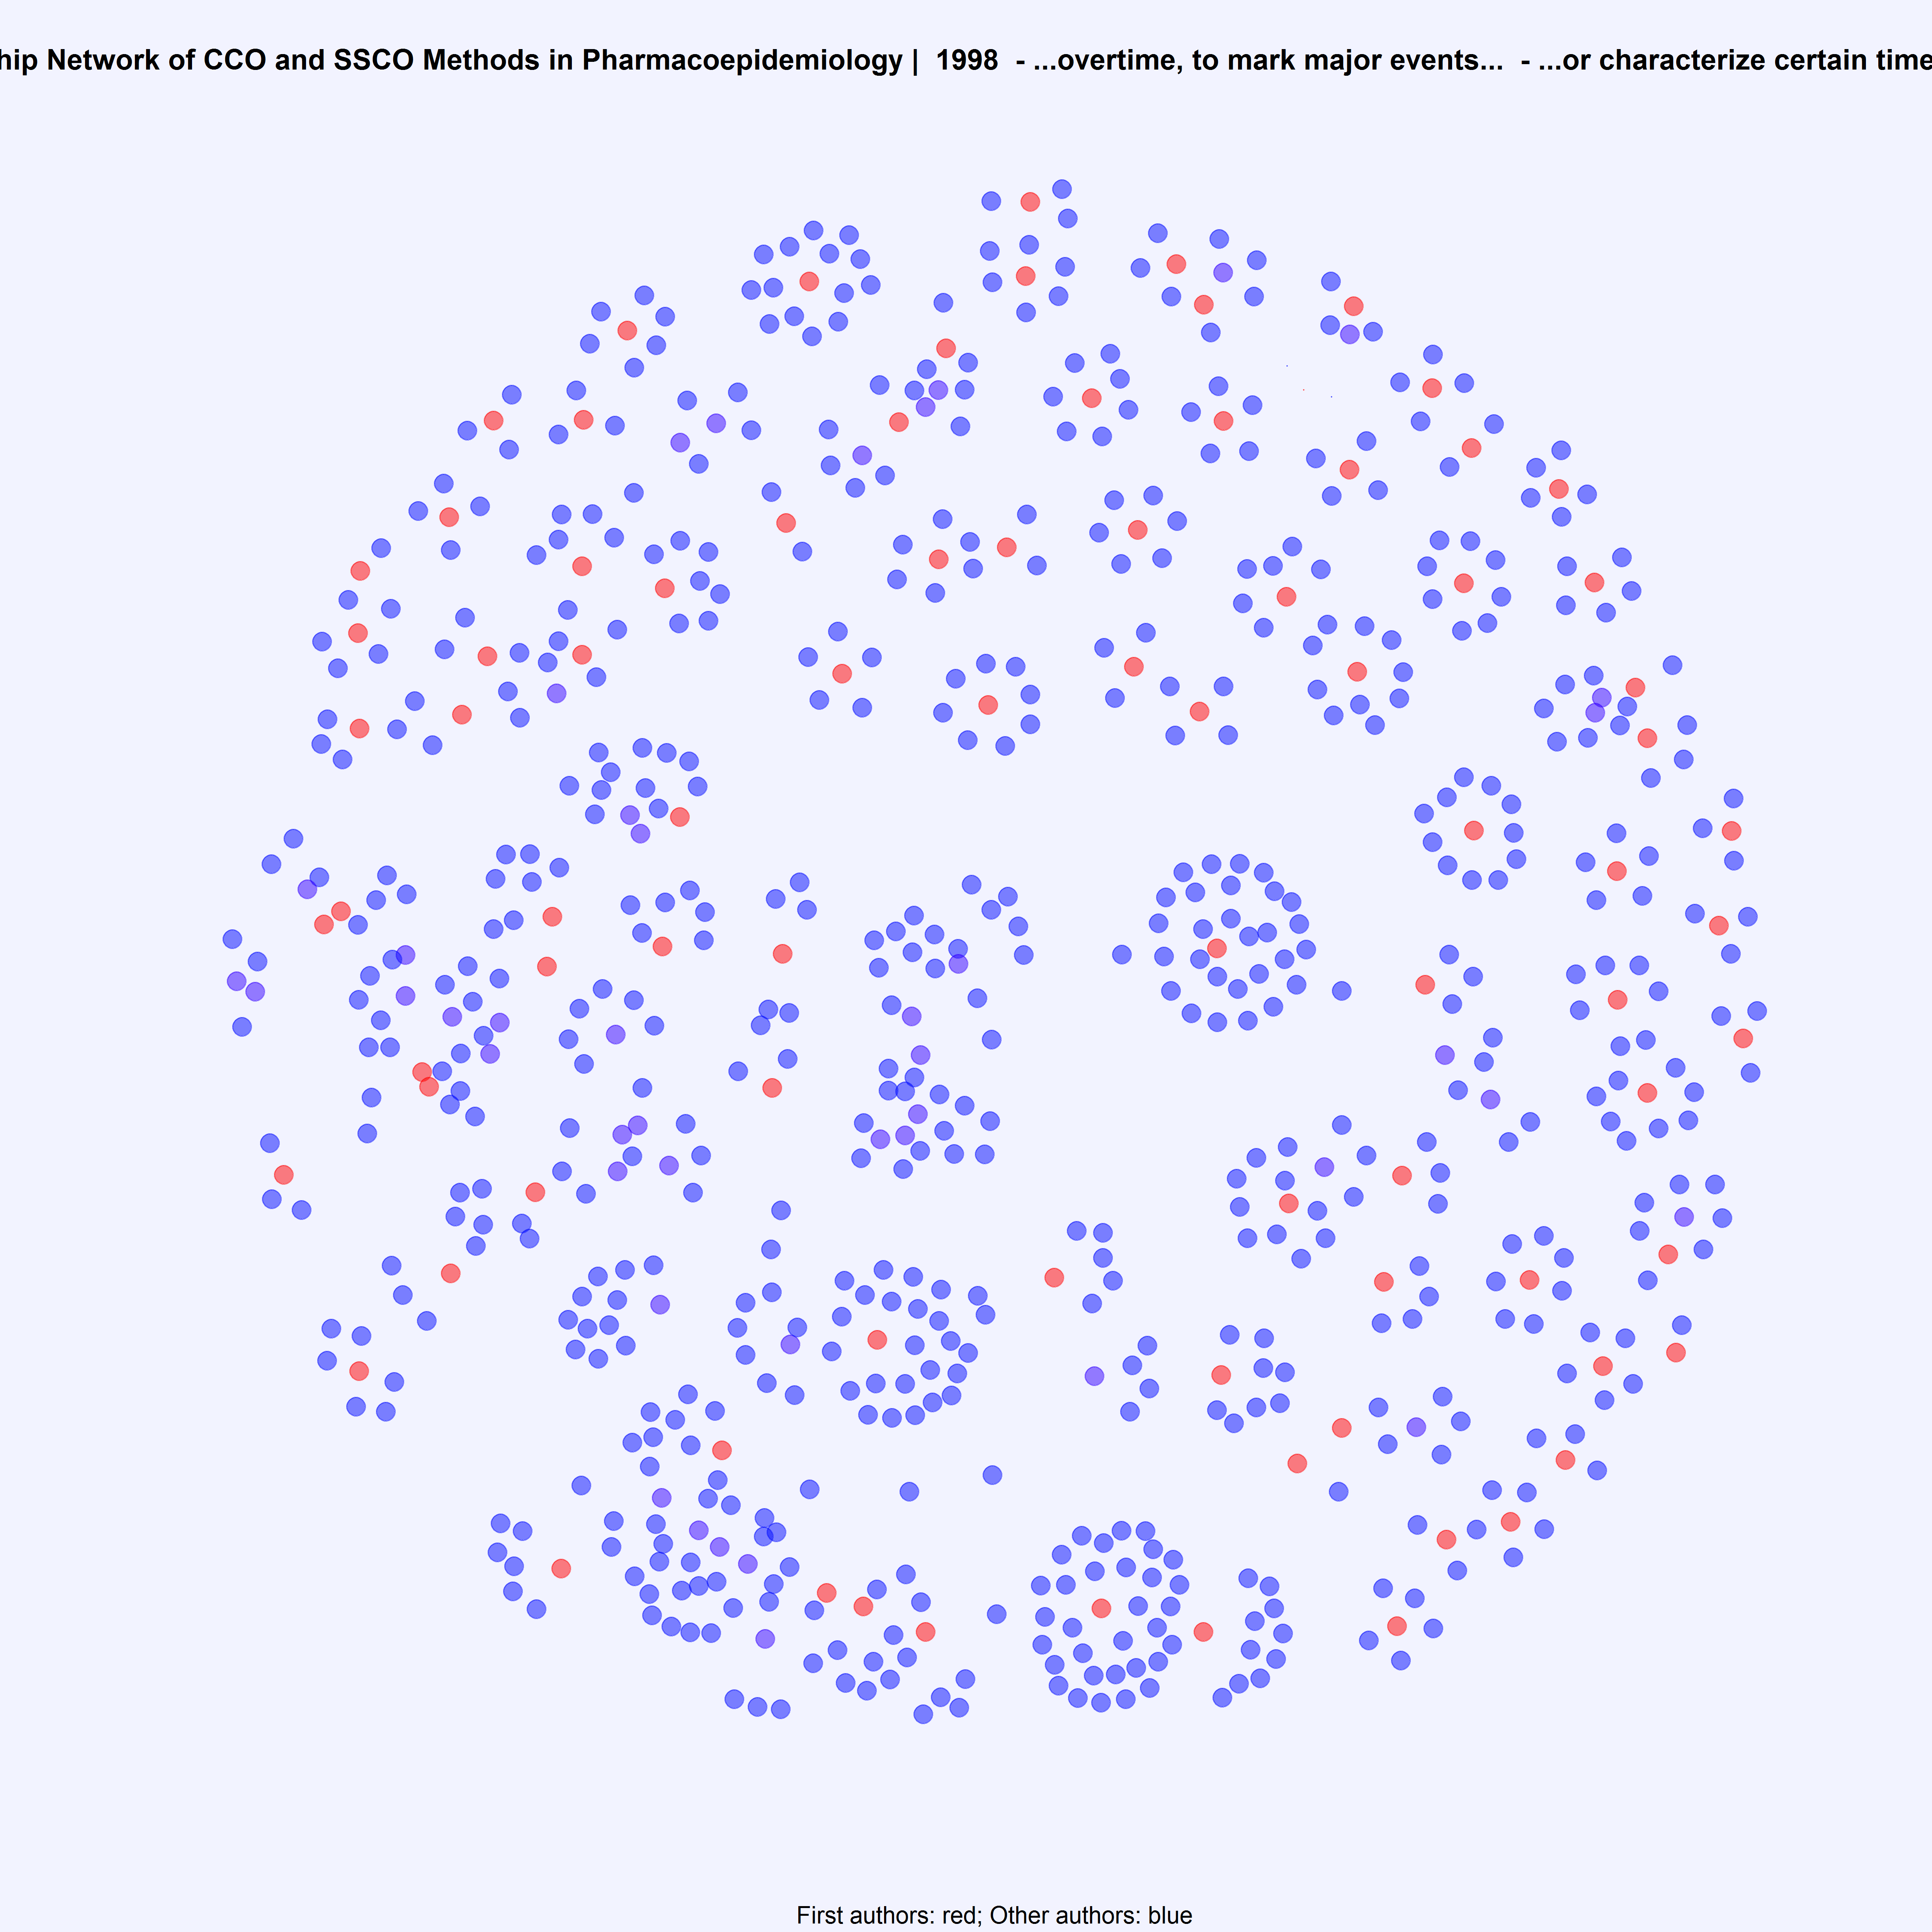 hip Network of CCO and SSCO Methods in Pharmacoepidemiology | 1998 - ...overtime, to mark major events... - ...or characterize certain time
First authors: red; Other authors: blue